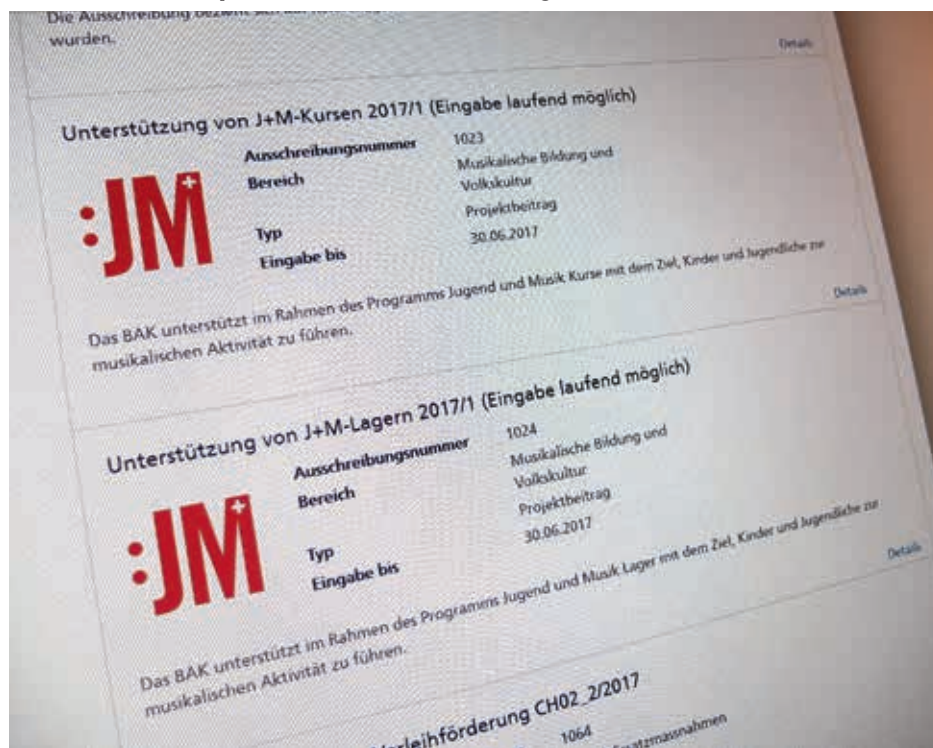 Die Ausschreibung bezieht sich auf
wurden.
Details
Unterstützung von J+M-Kursen 2017/1 (Eingabe laufend möglich)
:JM
Ausschreibungsnummer 1023
Bereich Musikalische Bildung und
Volkskultur
Typ Projektbeitrag
Eingabe bis 30.06.2017
Das BAK unterstützt im Rahmen des Programms Jugend und Musik Kurse mit dem Ziel, Kinder und Jugendliche zur
musikalischen Aktivität zu führen.
Details
Unterstützung von J+M-Lagern 2017/1 (Eingabe laufend möglich)
:JM
Ausschreibungsnummer 1024
Bereich Musikalische Bildung und
Volkskultur
Typ Projektbeitrag
Eingabe bis 30.06.2017
Das BAK unterstützt im Rahmen des Programms Jugend und Musik Lager mit dem Ziel, Kinder und Jugendliche zur
musikalischen Aktivität zu führen.
Details
CH02_2/2017
1064